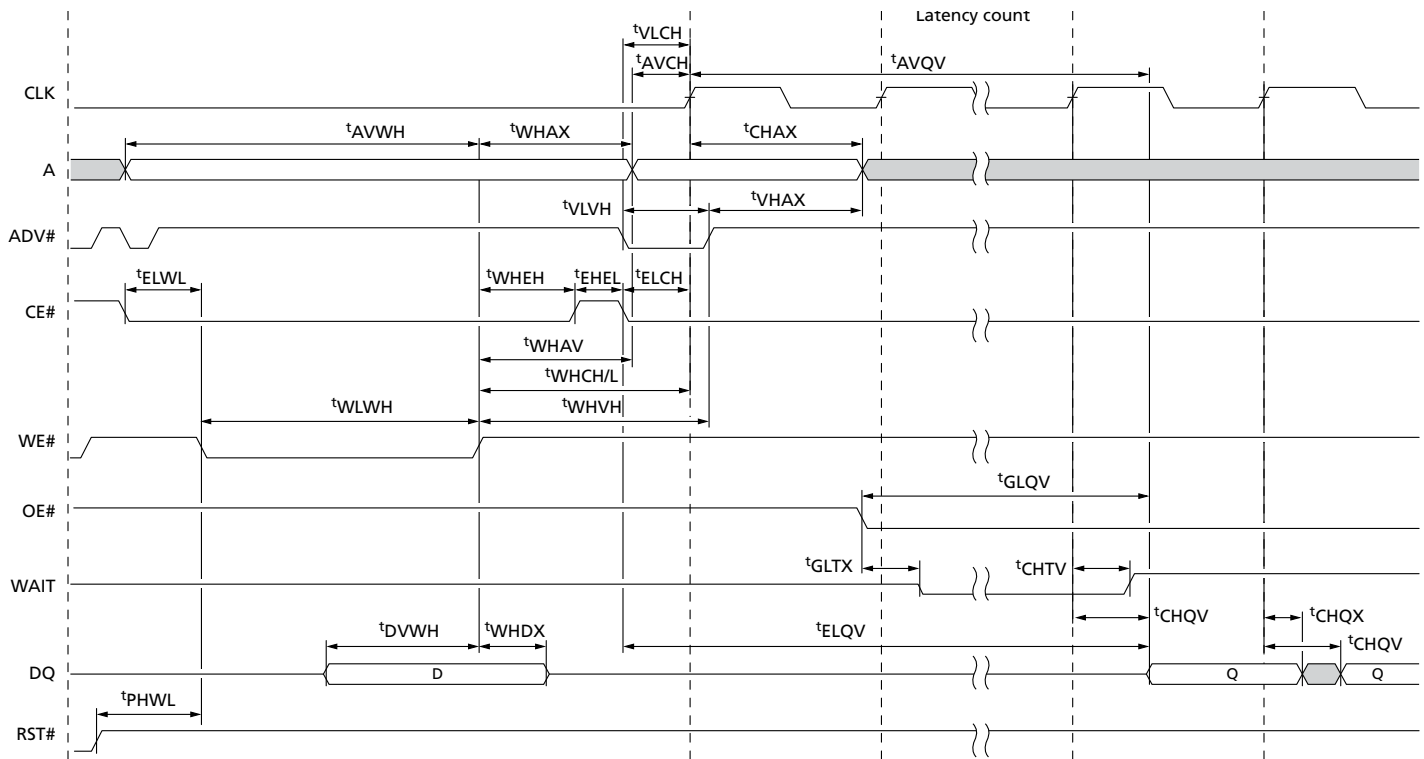 Latency count
tVLCH
tAVCH
tAVQV
CLK
tAVWH
tWHAX
tCHAX
A
tVLVH
tVHAX
ADV#
tELWL
tWHEH
tEHEL
tELCH
CE#
tWHAV
tWHCH/L
tWLWH
tWHVH
WE#
tGLQV
OE#
tGLTX
tCHTV
WAIT
tCHQV
tCHQX
tDVWH
tWHDX
tELQV
tCHQV
DQ
D
Q
Q
tPHWL
RST#